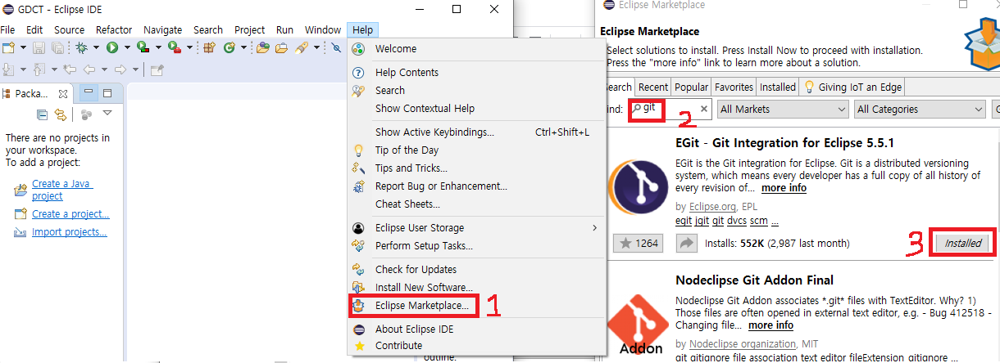 GDCT - Eclipse IDE
File Edit Source Refactor Navigate Search Project Run Window Help
Packa...
There are no projects in
your workspace.
To add a project:
Create a Java
project
Create a project...
Import projects...
Welcome
Help Contents
Search
Show Contextual Help
Show Active Keybindings... Ctrl+Shift+L
Tip of the Day
Tips and Tricks...
Report Bug or Enhancement...
Cheat Sheets...
Eclipse User Storage
Perform Setup Tasks...
Check for Updates
Install New Software...
Eclipse Marketplace... 1
About Eclipse IDE
Contribute
outline.
Eclipse Marketplace
Eclipse Marketplace
Select solutions to install. Press Install Now to proceed with installation.
Press the "more info" link to learn more about a solution.
Search Recent Popular Favorites Installed Giving IoT an Edge
ind: git 2 All Markets All Categories
EGit - Git Integration for Eclipse 5.5.1
EGit is the Git integration for Eclipse. Git is a distributed versioning
system, which means every developer has a full copy of all history of
every revision of... more info
by Eclipse.org, EPL
egit jgit git dvcs scm ...
1264 Installs: 552K (2,987 last month) 3 Installed
Nodeclipse Git Addon Final
Nodeclipse Git Addon associates *.git* files with TextEditor. Why? 1)
Those files are often opened in external text editor, e.g. - Bug 412518 -
Changing file... more info
by Nodeclipse organization, MIT
Addon
git gitignore file association text editor fileExtension gitignore ...